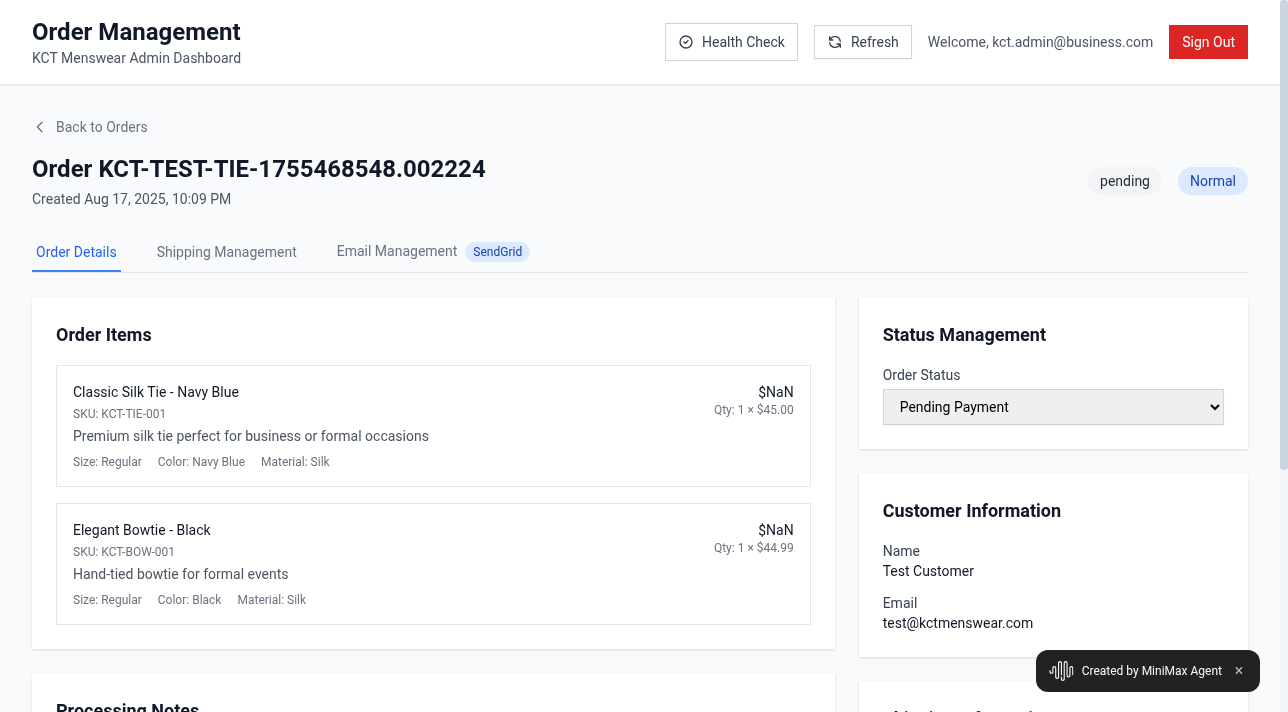 Order Management
KCT Menswear Admin Dashboard
Health Check
Refresh
Welcome, kct.admin@business.com
Sign Out
Back to Orders
Order KCT-TEST-TIE-1755468548.002224
Created Aug 17, 2025, 10:09 PM
pending
Normal
Order Details
Shipping Management
Email Management
SendGrid
Order Items
Classic Silk Tie - Navy Blue
$NaN
SKU: KCT-TIE-001
Qty: 1 × $45.00
Premium silk tie perfect for business or formal occasions
Size: Regular Color: Navy Blue Material: Silk
Elegant Bowtie - Black
$NaN
SKU: KCT-BOW-001
Qty: 1 × $44.99
Hand-tied bowtie for formal events
Size: Regular Color: Black Material: Silk
Processing Notes
Status Management
Order Status
Pending Payment
Customer Information
Name
Test Customer
Email
test@kctmenswear.com
Created by MiniMax Agent ×